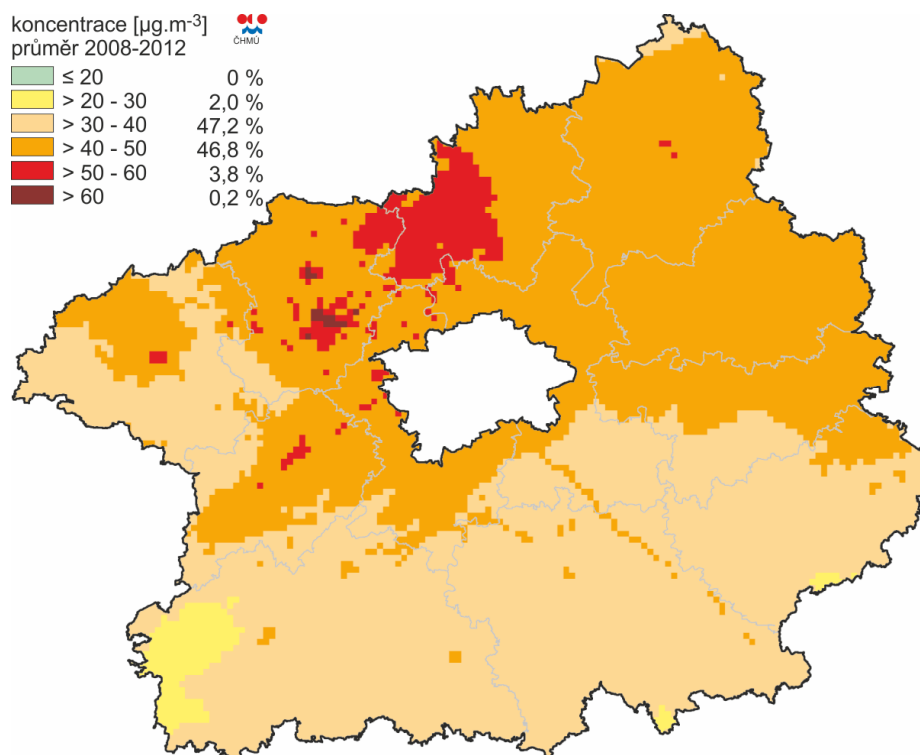 koncentrace [µg.m-3]
ČHMÚ
průměr 2008-2012
≤ 20 0 %
> 20 - 30 2,0 %
> 30 - 40 47,2 %
> 40 - 50 46,8 %
> 50 - 60 3,8 %
> 60 0,2 %